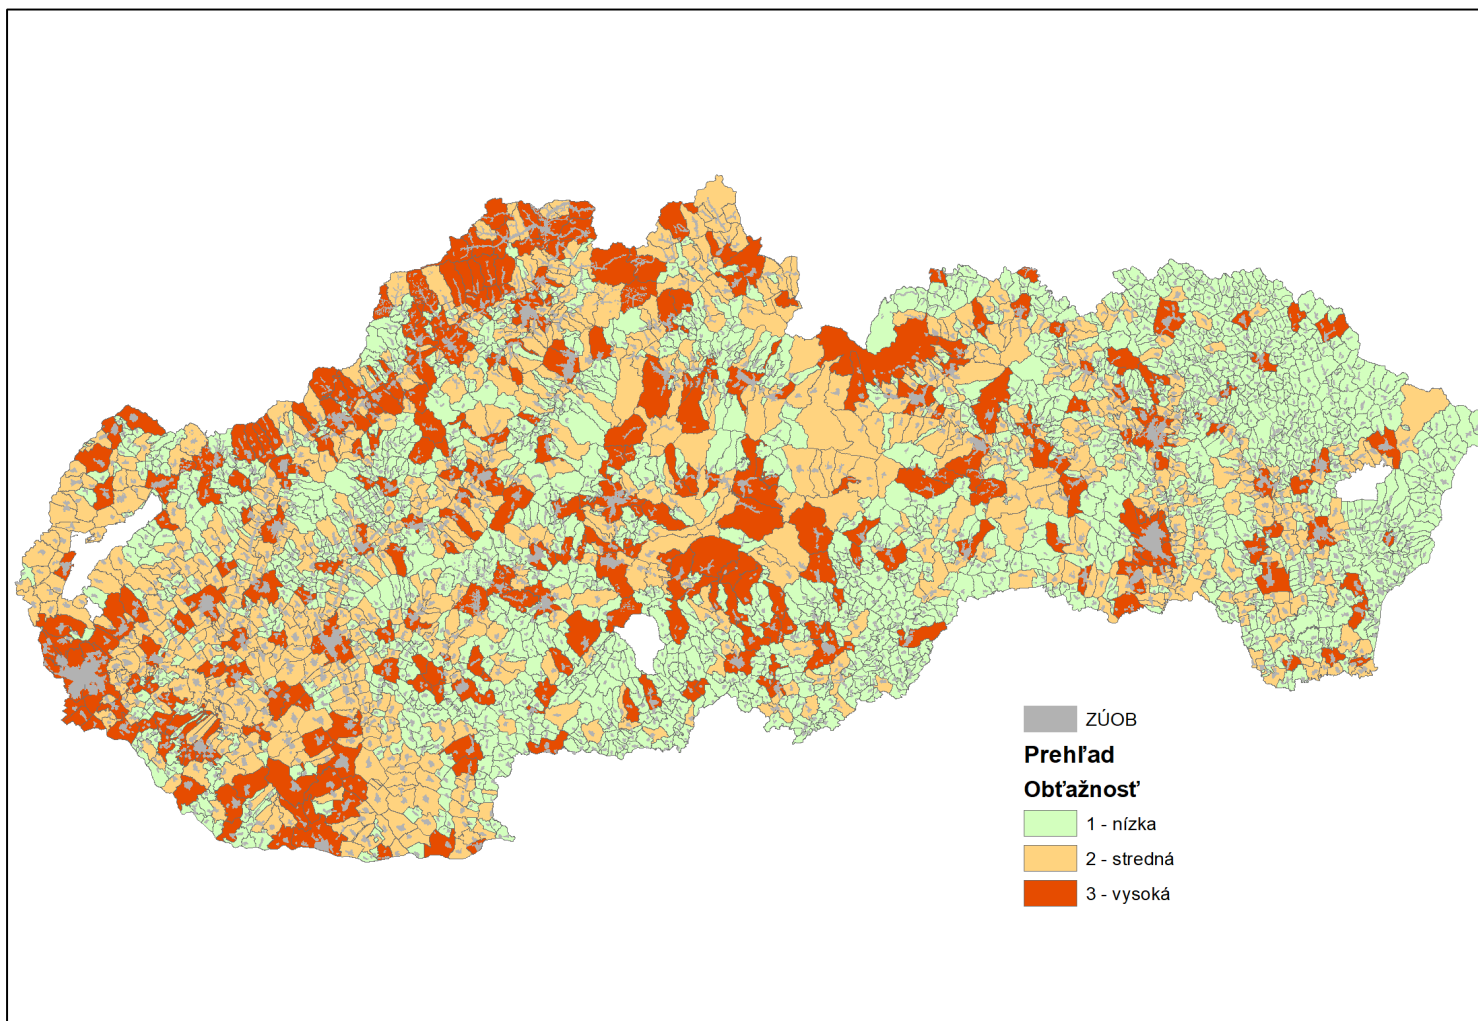 ZÚOB
Prehľad
Obťažnosť
1 - nízka
2 - stredná
3 - vysoká